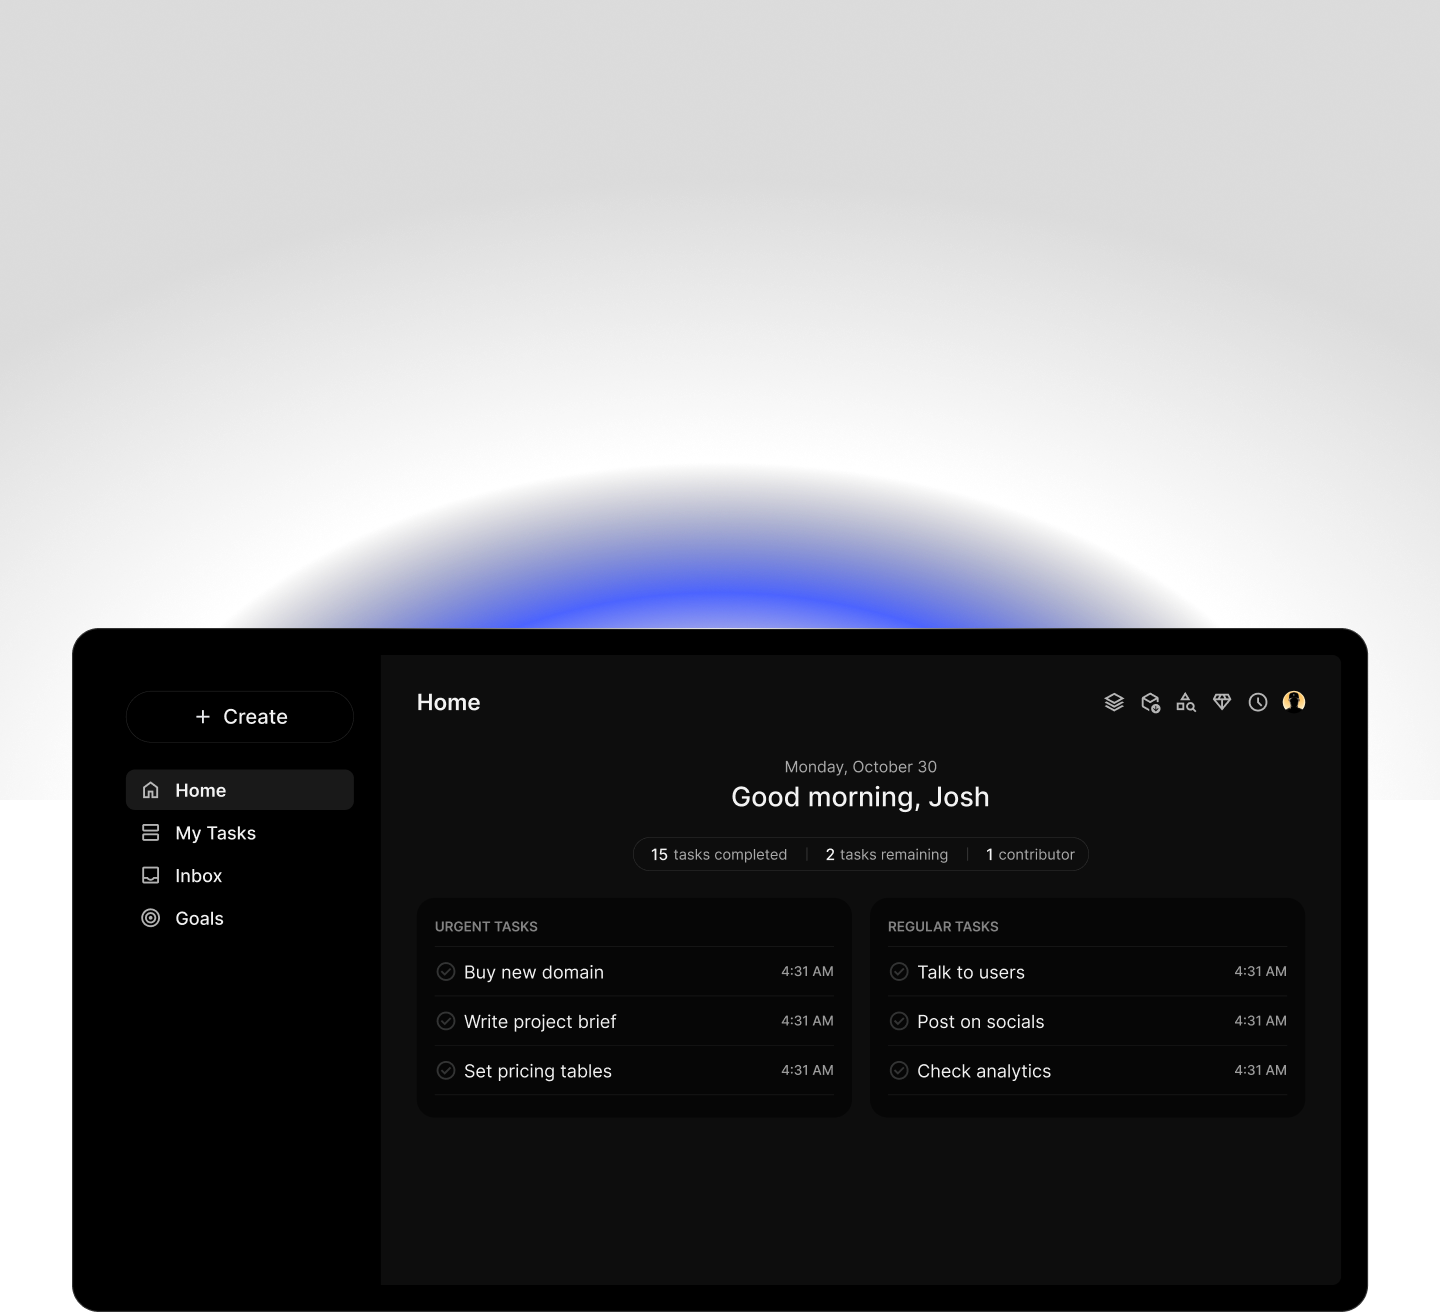 Create
Home
My Tasks
Inbox
Goals
Home
Monday, October 30
Good morning, Josh
15 tasks completed
2 tasks remaining
1 contributor
URGENT TASKS
Buy new domain 4:31 AM
Write project brief 4:31 AM
Set pricing tables 4:31 AM
REGULAR TASKS
Talk to users 4:31 AM
Post on socials 4:31 AM
Check analytics 4:31 AM